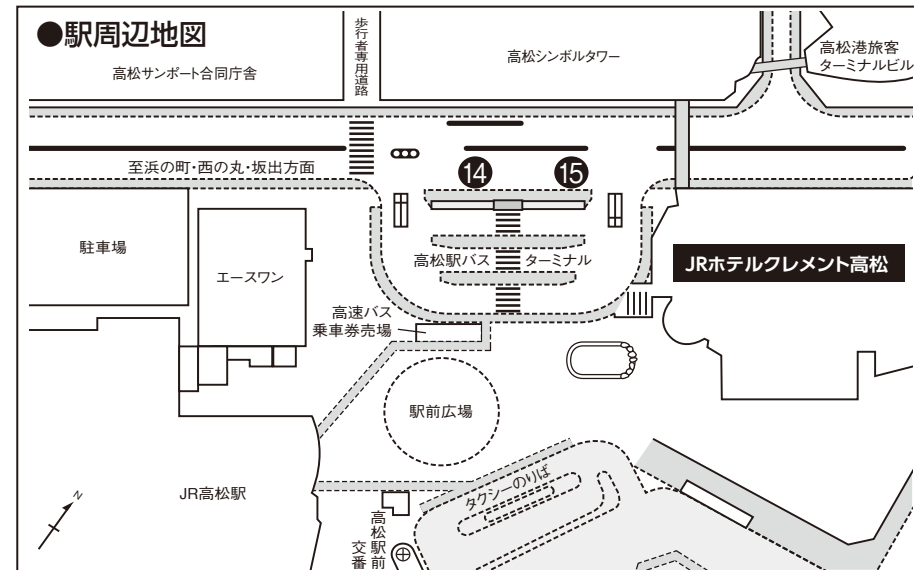 ●駅周辺地図
歩行者専用道路
高松サンポート合同庁舎
高松シンボルタワー
高松港旅客
ターミナルビル
至浜の町・西の丸・坂出方面
14
15
駐車場
エースワン
高松駅バス ターミナル
JRホテルクレメント高松
高速バス
乗車券売場
駅前広場
JR高松駅
タクシーのりば
高松駅前
交番
N